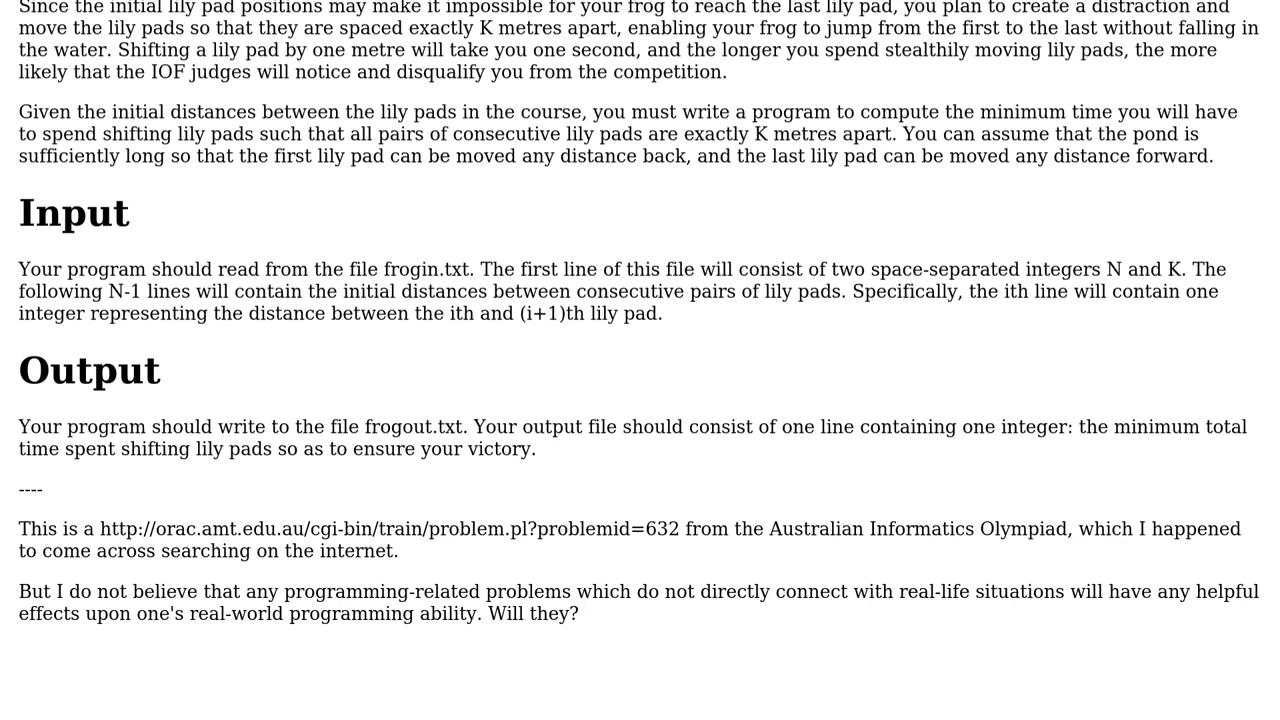 Since the initial lily pad positions may make it impossible for your frog to reach the last lily pad, you plan to create a distraction and
move the lily pads so that they are spaced exactly K metres apart, enabling your frog to jump from the first to the last without falling in
the water. Shifting a lily pad by one metre will take you one second, and the longer you spend stealthily moving lily pads, the more
likely that the IOF judges will notice and disqualify you from the competition.
Given the initial distances between the lily pads in the course, you must write a program to compute the minimum time you will have
to spend shifting lily pads such that all pairs of consecutive lily pads are exactly K metres apart. You can assume that the pond is
sufficiently long so that the first lily pad can be moved any distance back, and the last lily pad can be moved any distance forward.
Input
Your program should read from the file frogin.txt. The first line of this file will consist of two space-separated integers N and K. The
following N-1 lines will contain the initial distances between consecutive pairs of lily pads. Specifically, the ith line will contain one
integer representing the distance between the ith and (i+1)th lily pad.
Output
Your program should write to the file frogout.txt. Your output file should consist of one line containing one integer: the minimum total
time spent shifting lily pads so as to ensure your victory.
----
This is a http://orac.amt.edu.au/cgi-bin/train/problem.pl?problemid=632 from the Australian Informatics Olympiad, which I happened
to come across searching on the internet.
But I do not believe that any programming-related problems which do not directly connect with real-life situations will have any helpful
effects upon one's real-world programming ability. Will they?